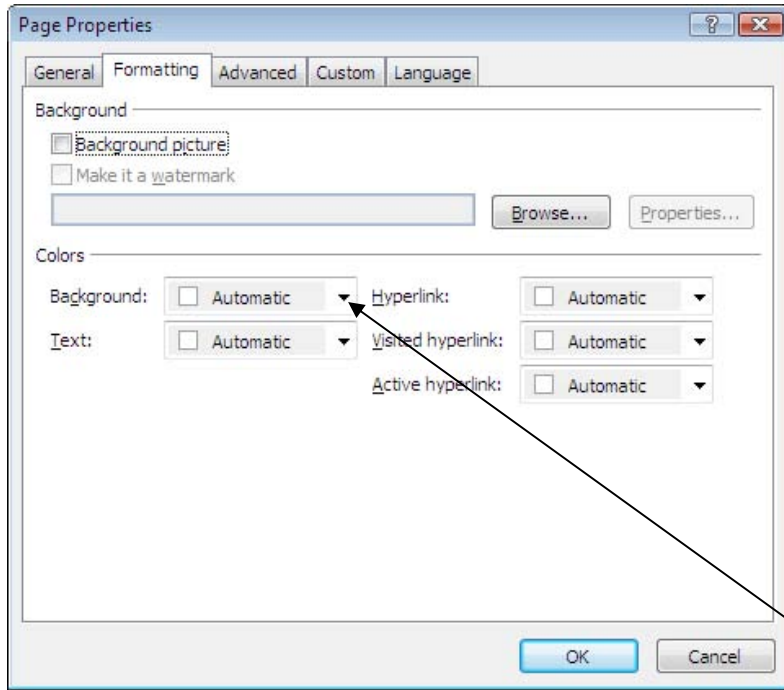 Page Properties
General Formatting Advanced Custom Language
Background
Background picture
Make it a watermark
Browse... Properties...
Colors
Background: Automatic Hyperlink: Automatic
Text: Automatic Visited hyperlink: Automatic
Active hyperlink: Automatic
OK Cancel